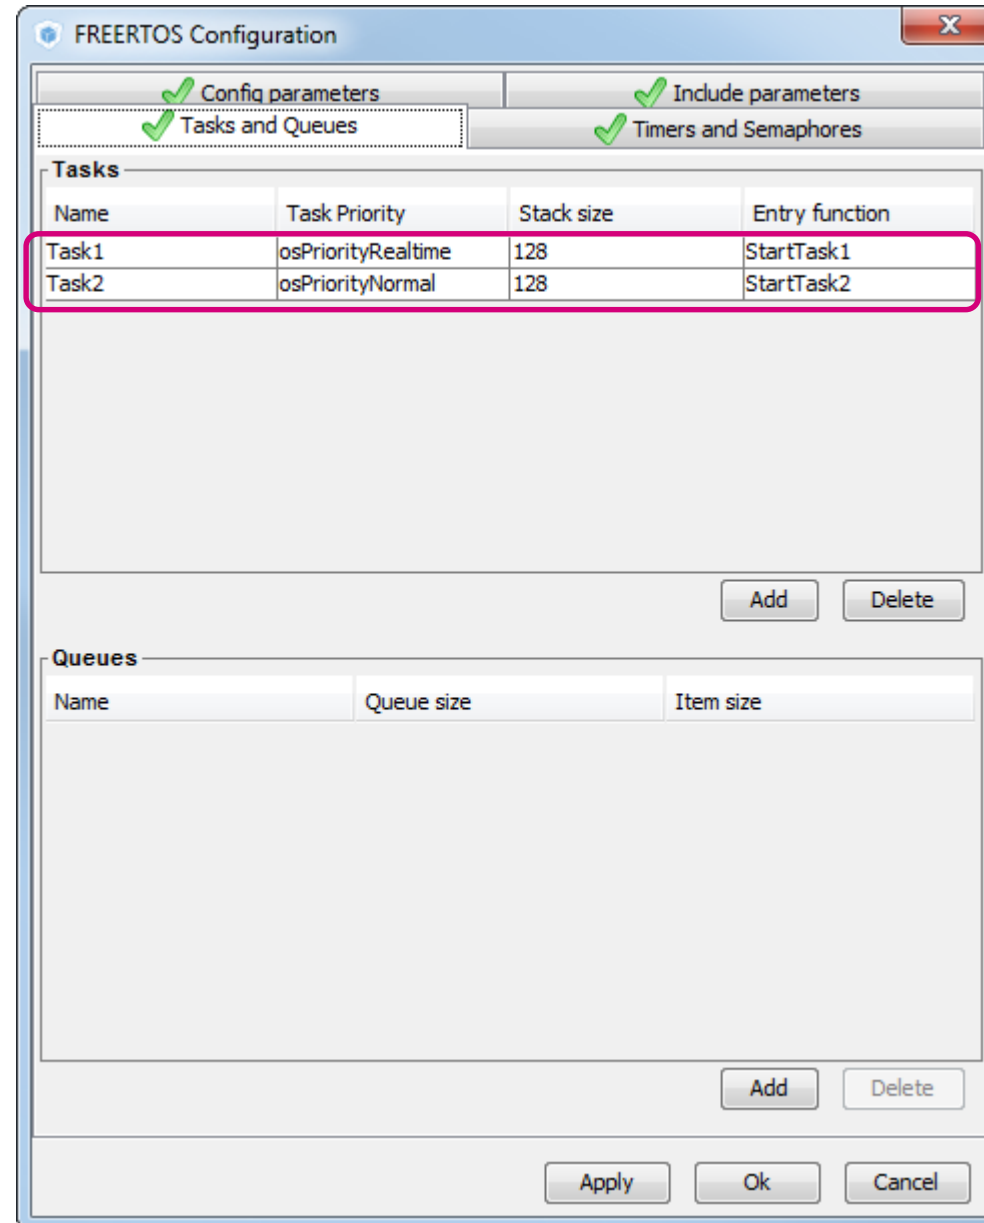 FREERTOS Configuration
Config parameters Include parameters
Tasks and Queues Timers and Semaphores
Tasks
Name Task Priority Stack size Entry function
Task1 osPriorityRealtime 128 StartTask1
Task2 osPriorityNormal 128 StartTask2
Add Delete
Queues
Name Queue size Item size
Add Delete
Apply Ok Cancel